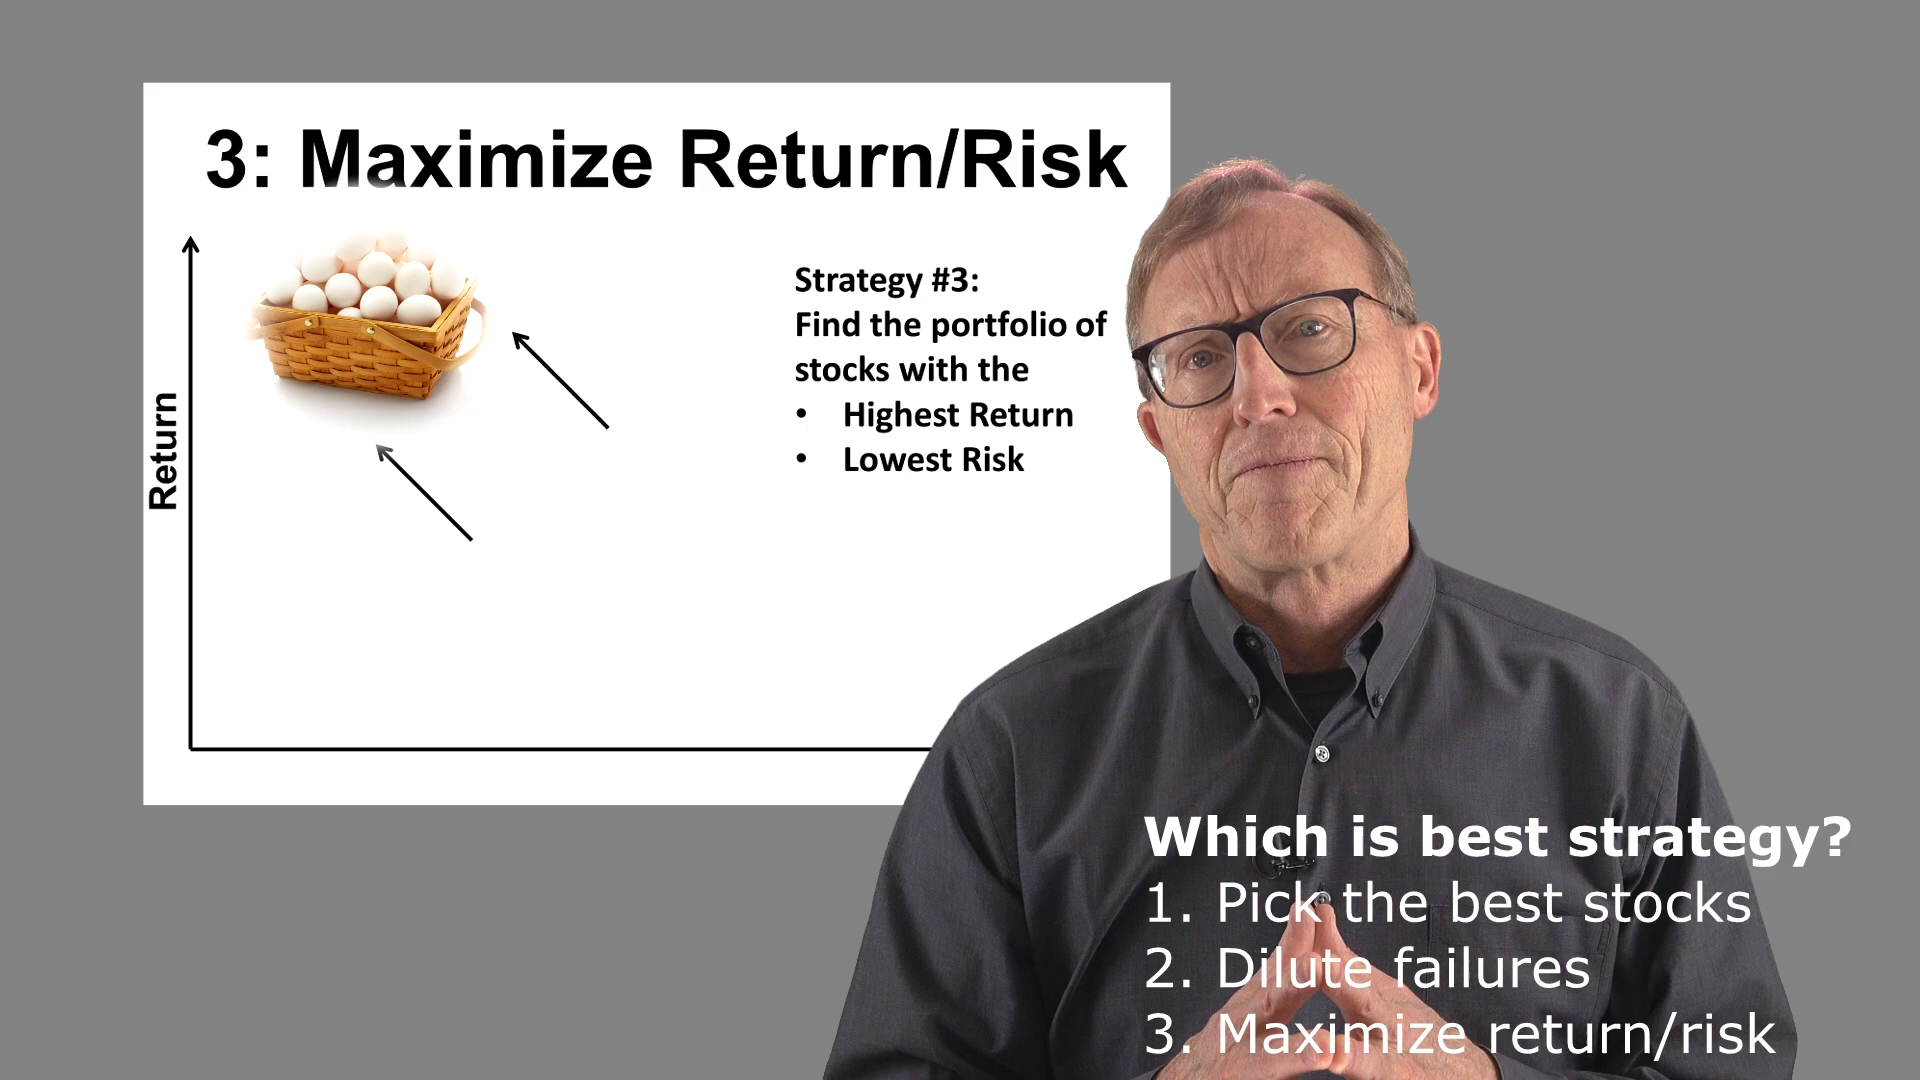 3: Maximize Return/Risk
Return
Strategy #3:
Find the portfolio of
stocks with the
• Highest Return
• Lowest Risk
Which is best strategy?
1. Pick the best stocks
2. Dilute failures
3. Maximize return/risk